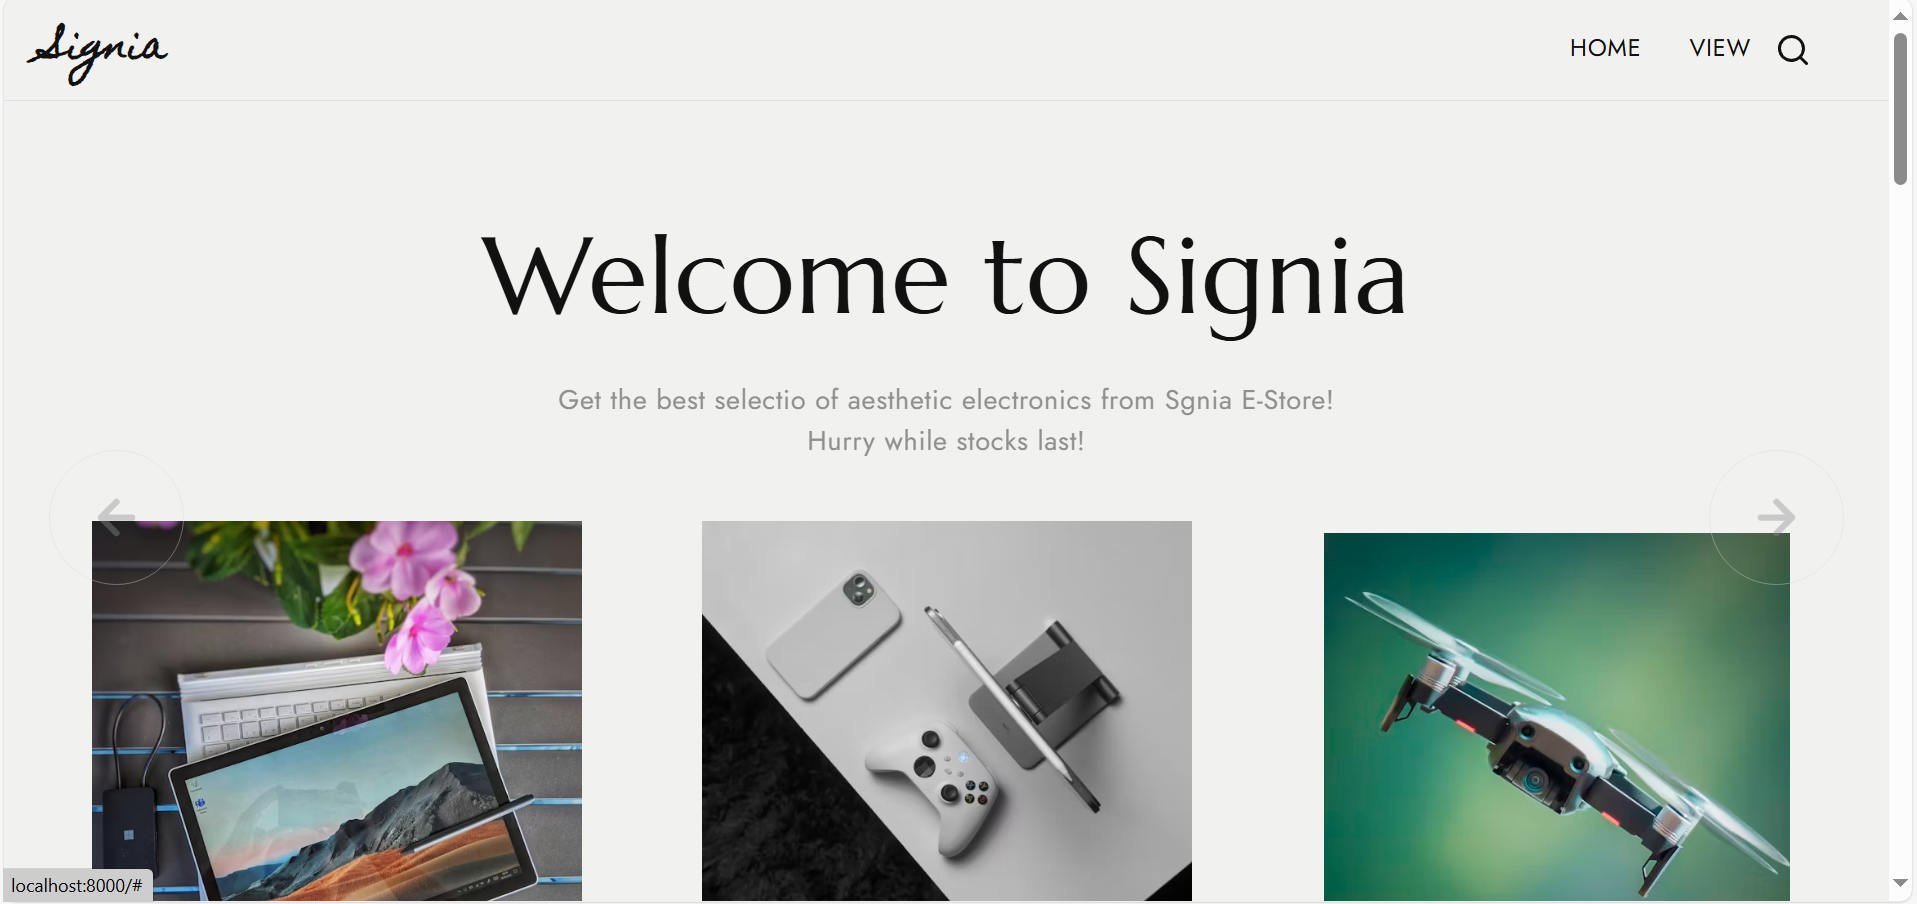 Signia
HOME
VIEW
Welcome to Signia
Get the best selectio of aesthetic electronics from Sgnia E-Store!
Hurry while stocks last!
localhost:8000/#